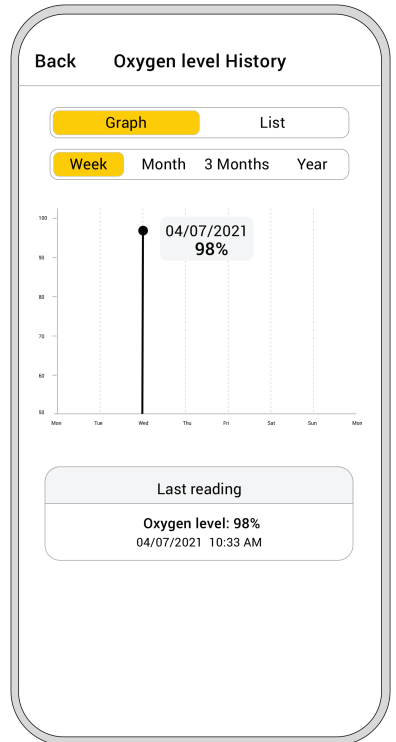 Back Oxygen level History
Graph List
Week Month 3 Months Year
100
04/07/2021
98%
90
80
70
60
50
Mon Tue Wed Thu Fri Sat Sun Mon
Last reading
Oxygen level: 98%
04/07/2021 10:33 AM